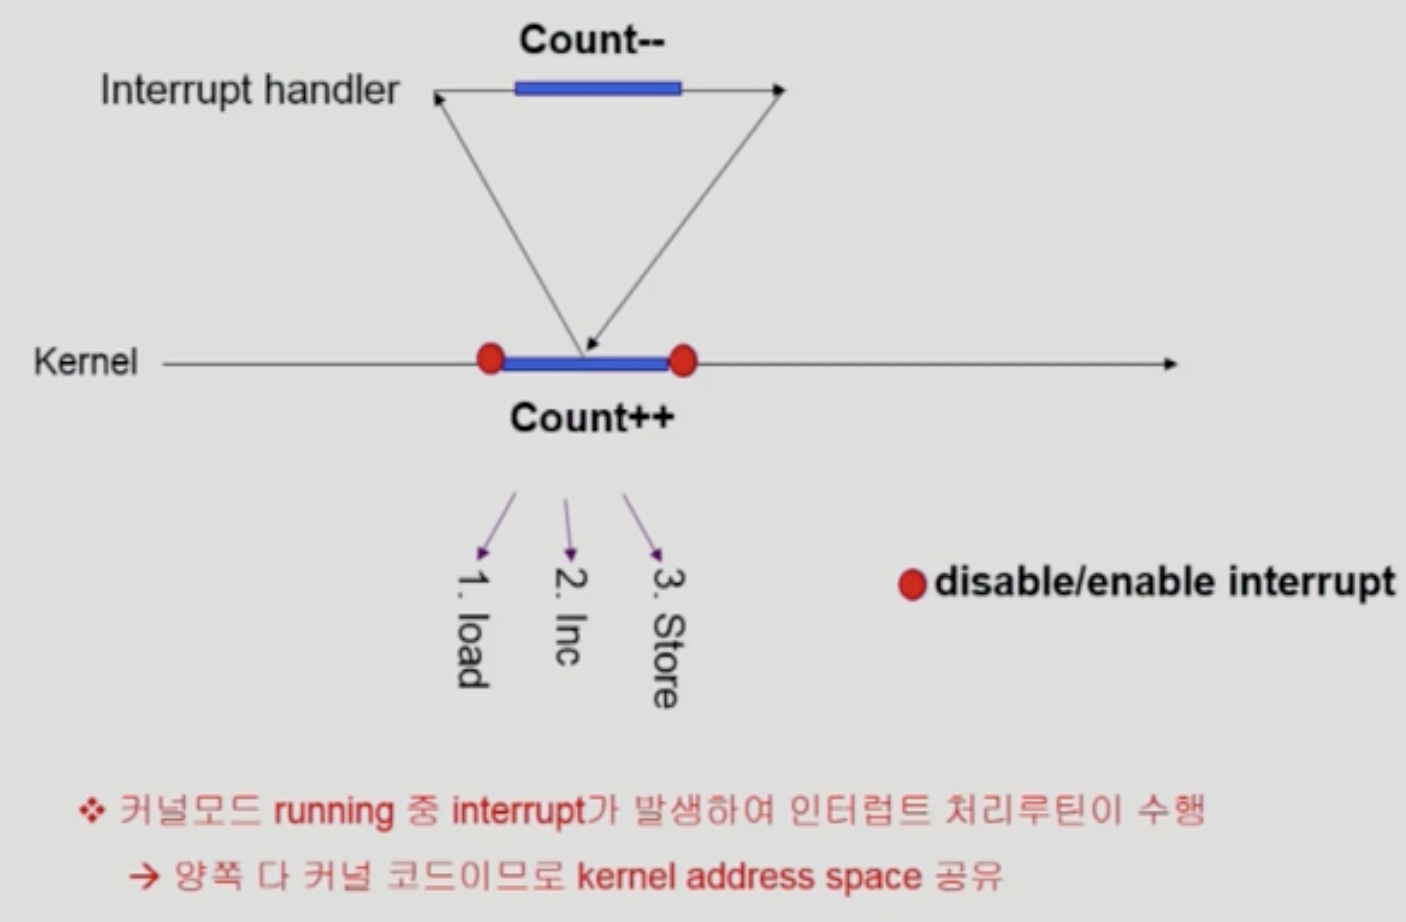 Count--
Interrupt handler
Kernel
Count++
1. load
2. Inc
3. Store
disable/enable interrupt
❖ 커널모드 running 중 interrupt가 발생하여 인터럽트 처리루틴이 수행
→ 양쪽 다 커널 코드이므로 kernel address space 공유